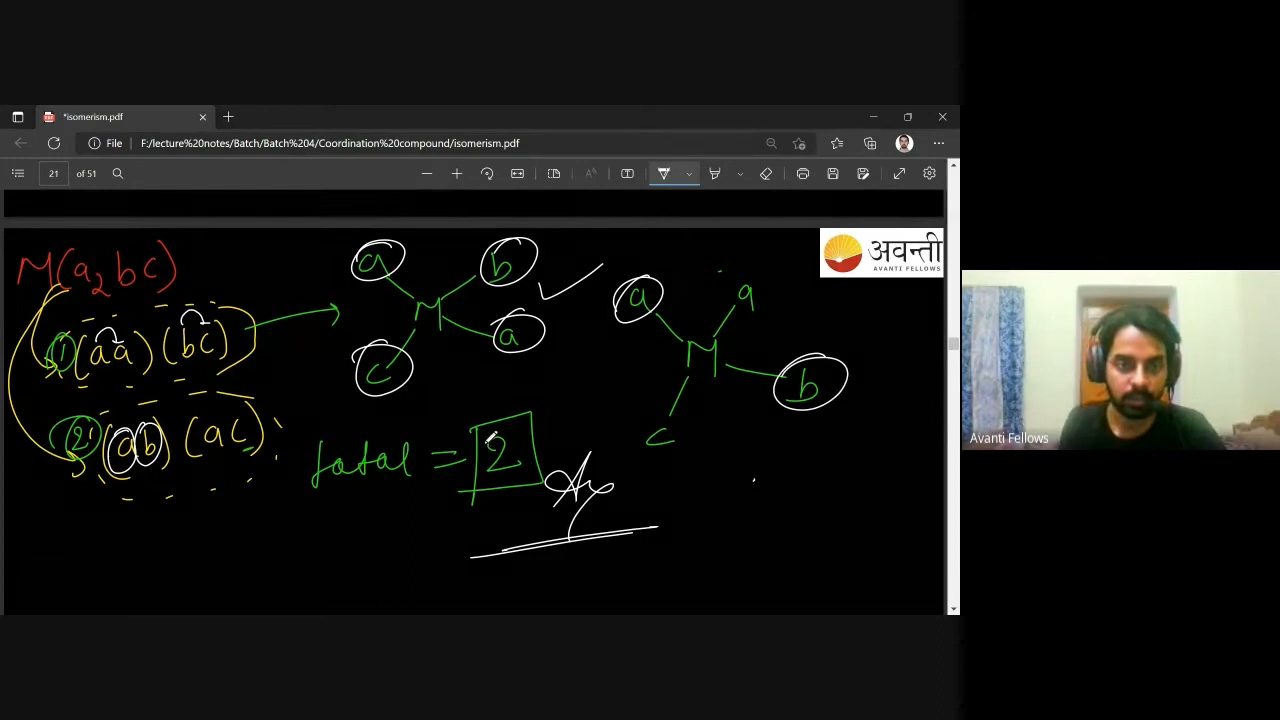 *isomerism.pdf
File
F:/lecture%20notes/Batch/Batch%204/Coordination%20compound/isomerism.pdf
21 of 51
अवन्ती
AVANTI FELLOWS
M(a₂bc)
1 (aa) (bc)
2 (ab) (ac)
a b
M
c a
a a
M
c b
total = 2
Avanti Fellows